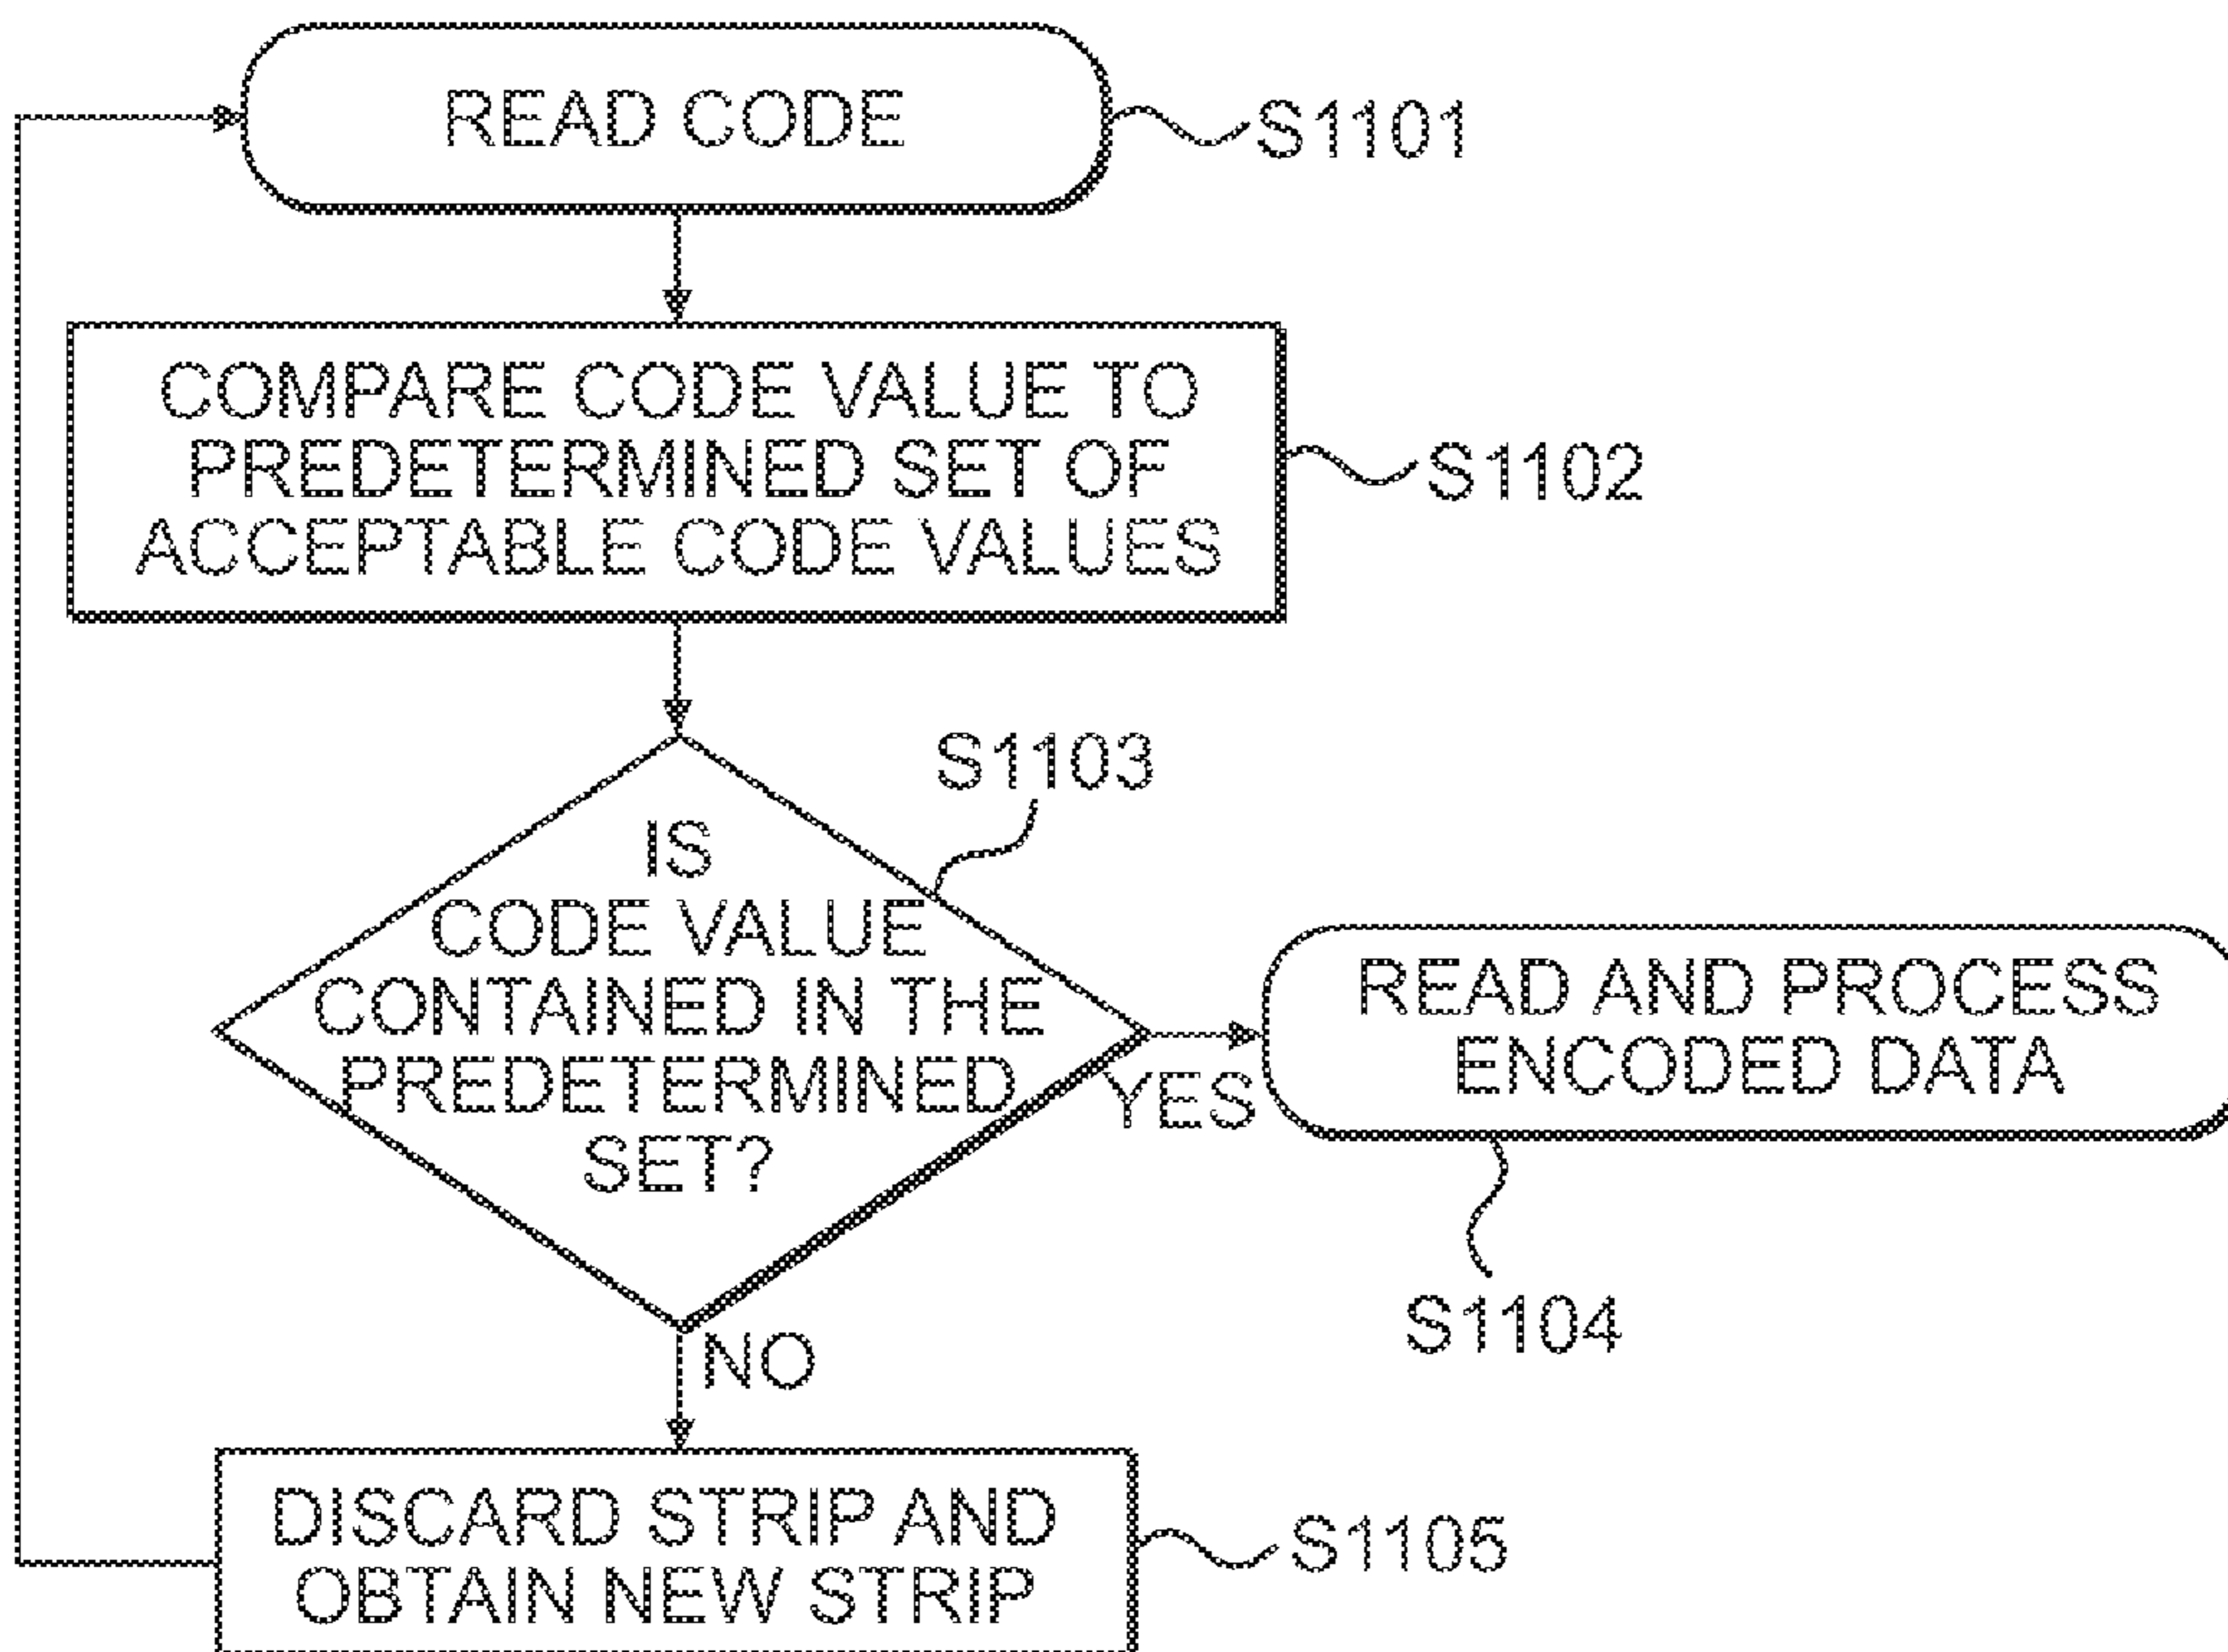 READ CODE
S1101
COMPARE CODE VALUE TO
PREDETERMINED SET OF
ACCEPTABLE CODE VALUES
S1102
S1103
IS
CODE VALUE
CONTAINED IN THE
PREDETERMINED
SET?
YES
READ AND PROCESS
ENCODED DATA
S1104
NO
DISCARD STRIP AND
OBTAIN NEW STRIP
S1105